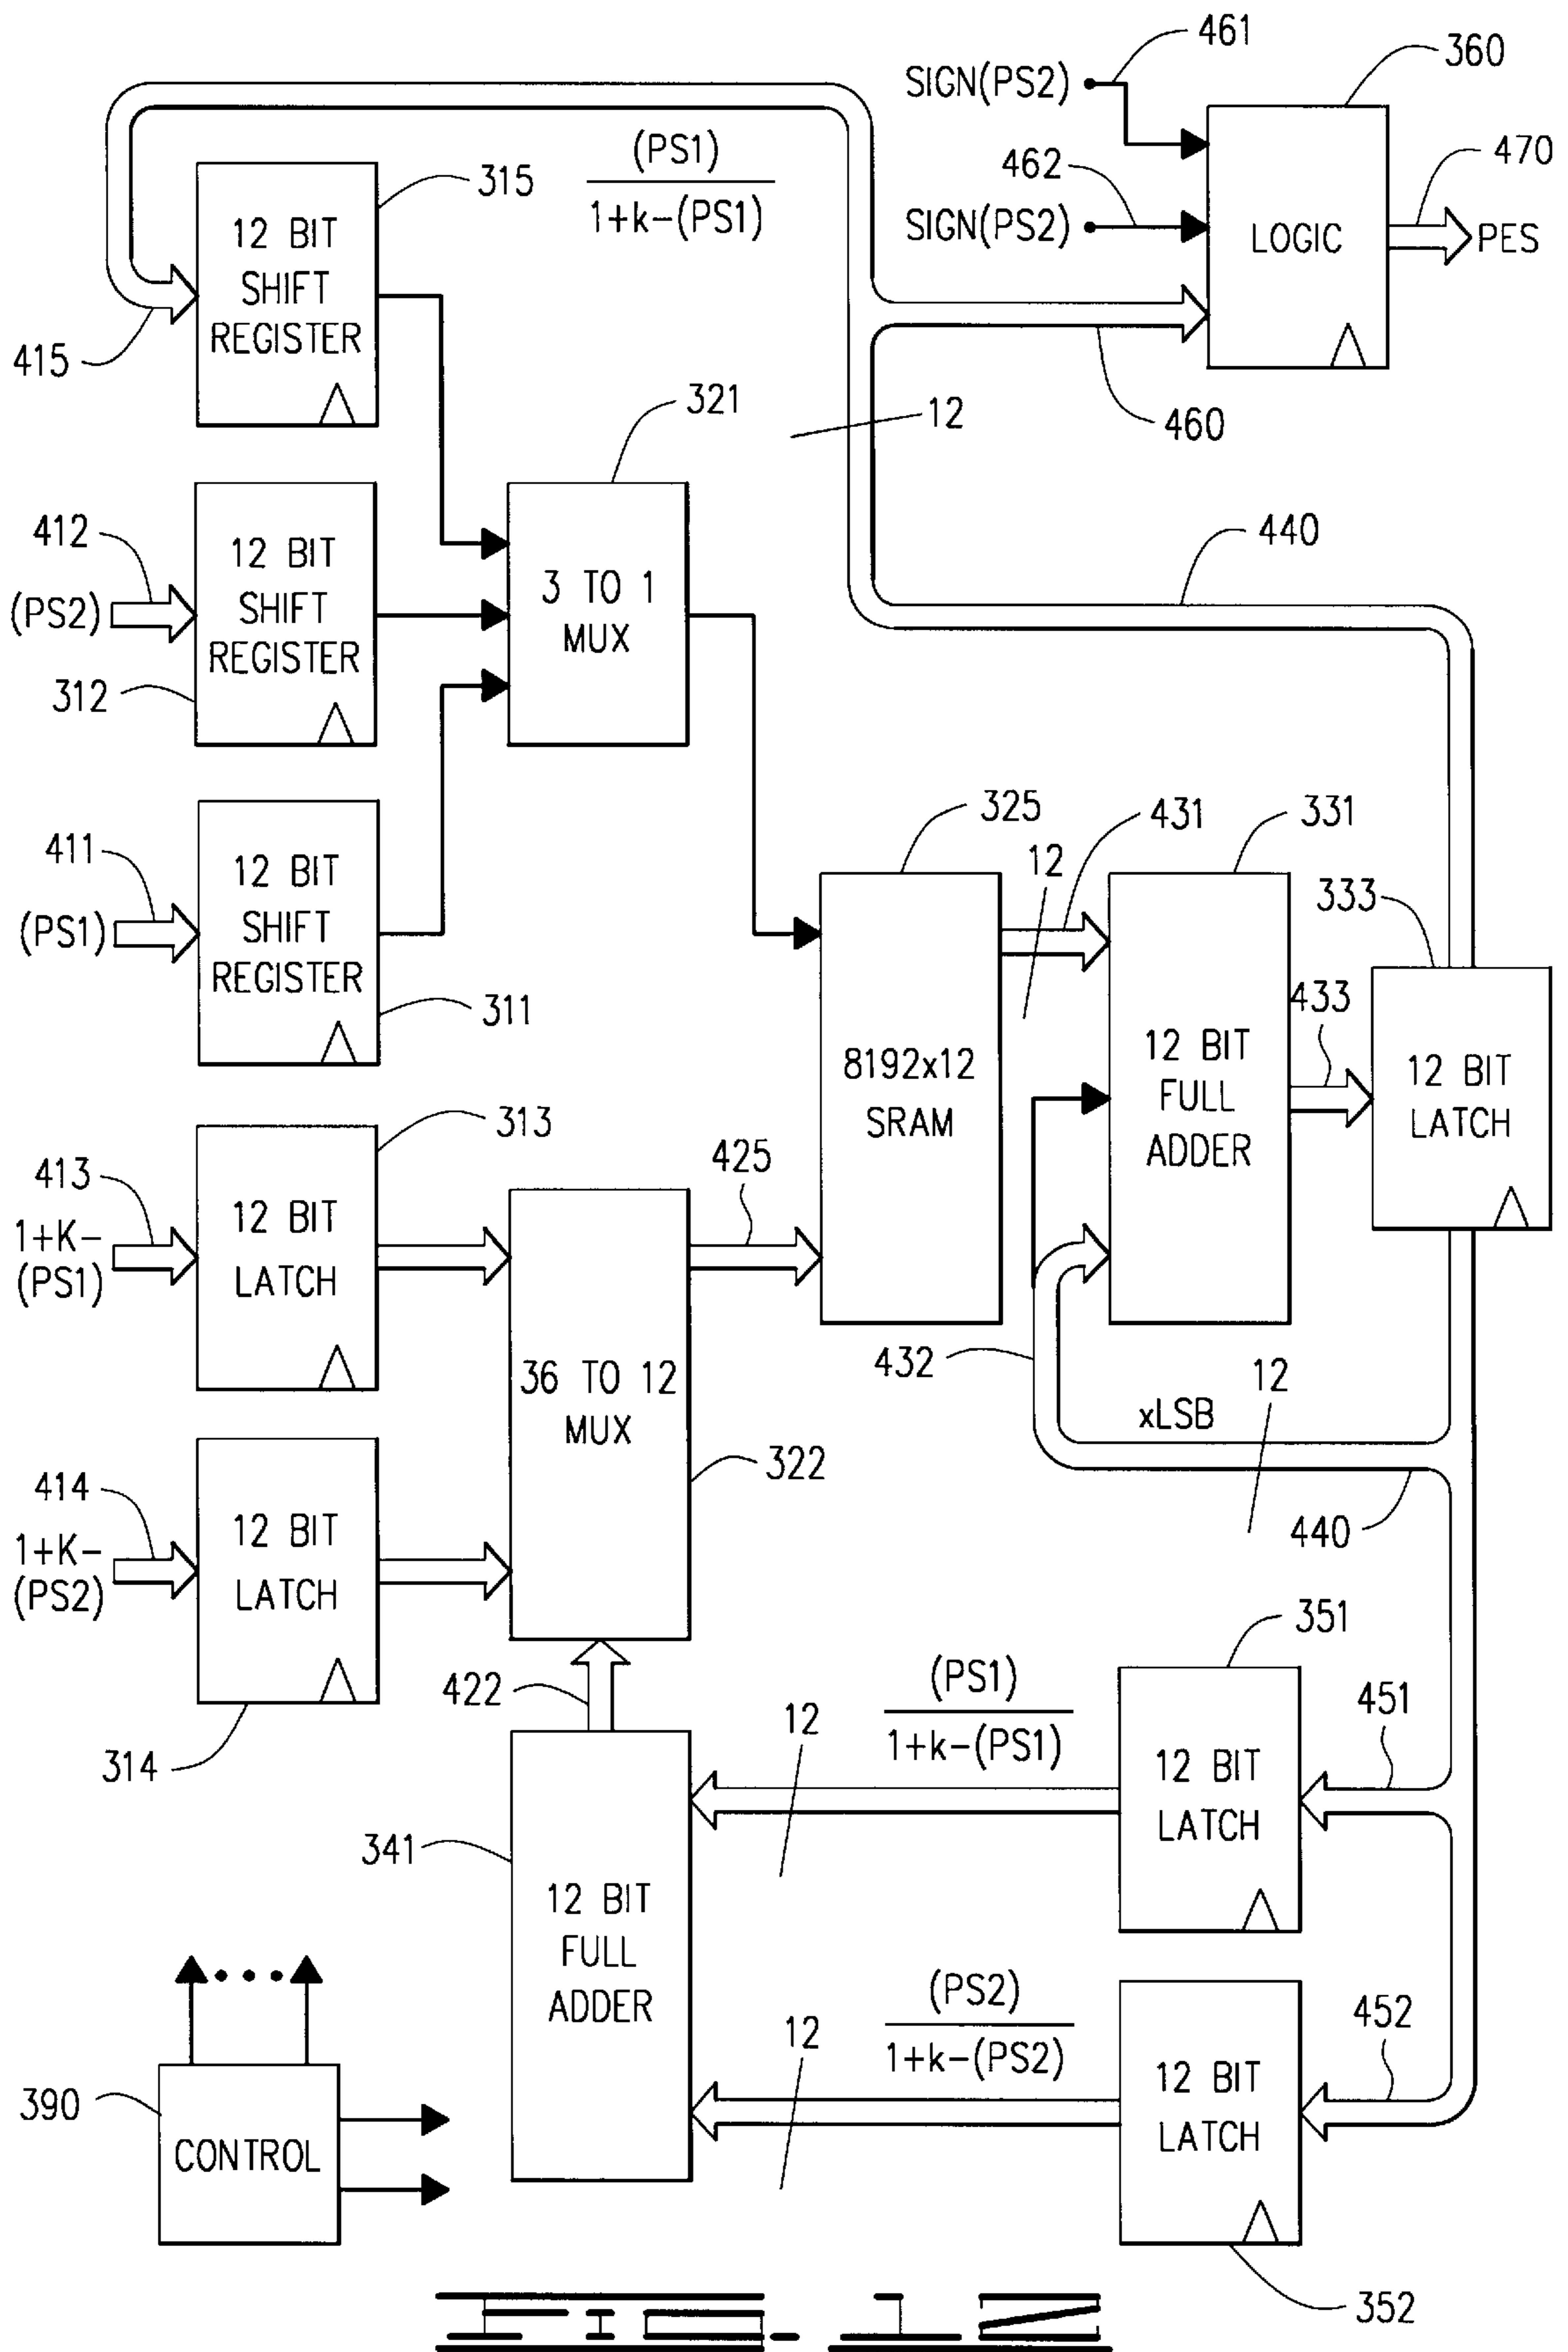 461
360
SIGN(PS2)
462
470
SIGN(PS2)
LOGIC
PES
460
(PS1)
1+k-(PS1)
315
12 BIT
SHIFT
REGISTER
415
12
321
440
412
(PS2)
12 BIT
SHIFT
REGISTER
312
3 TO 1
MUX
411
(PS1)
12 BIT
SHIFT
REGISTER
311
325
431
331
12
333
433
8192x12
SRAM
12 BIT
FULL
ADDER
12 BIT
LATCH
313
413
1+K-
(PS1)
12 BIT
LATCH
425
36 TO 12
MUX
322
432
xLSB
12
440
414
1+K-
(PS2)
12 BIT
LATCH
314
422
351
(PS1)
1+k-(PS1)
12
451
12 BIT
LATCH
341
12 BIT
FULL
ADDER
(PS2)
1+k-(PS2)
12
452
12 BIT
LATCH
352
390
CONTROL